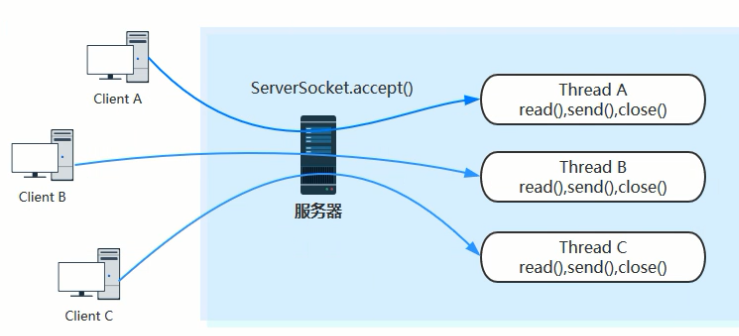 Client A
ServerSocket.accept()
Thread A
read(),send(),close()
Client B
Thread B
read(),send(),close()
服务器
Thread C
read(),send(),close()
Client C